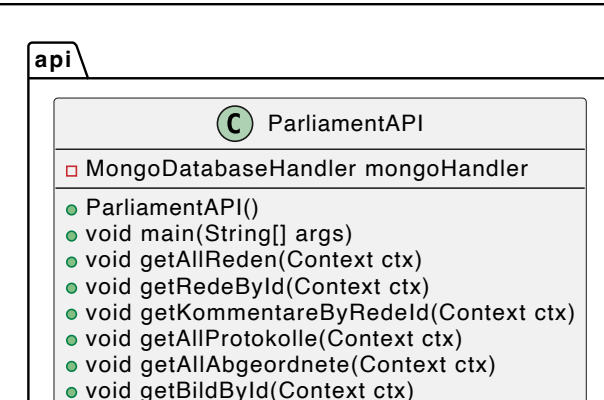 api
C ParliamentAPI
MongoDatabaseHandler mongoHandler
ParliamentAPI()
void main(String[] args)
void getAllReden(Context ctx)
void getRedeById(Context ctx)
void getKommentareByRedeId(Context ctx)
void getAllProtokolle(Context ctx)
void getAllAbgeordnete(Context ctx)
void getBildById(Context ctx)